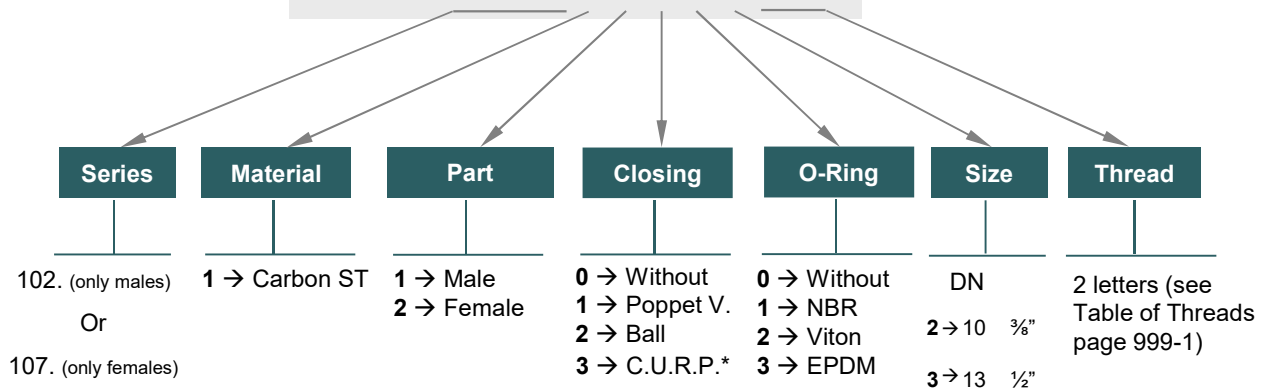 Series
Material
Part
Closing
O-Ring
Size
Thread
102. (only males)
Or
107. (only females)
1 → Carbon ST
1 → Male
2 → Female
0 → Without
1 → Poppet V.
2 → Ball
3 → C.U.R.P.*
0 → Without
1 → NBR
2 → Viton
3 → EPDM
DN
2 → 10 ⅜”
3 → 13 ½”
2 letters (see
Table of Threads
page 999-1)